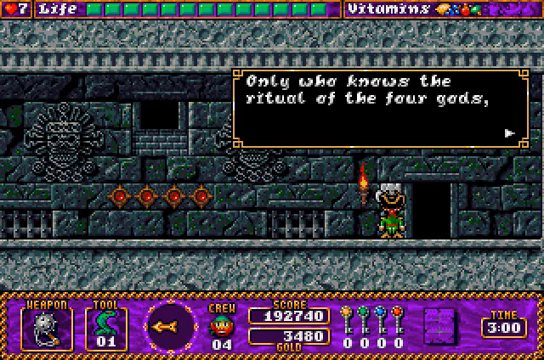 7 Life Vitamins
Only who knows the
ritual of the four gods,
WEAPON TOOL CREW SCORE TIME
192740
01 04 3480 0 0 0 0 3:00
GOLD